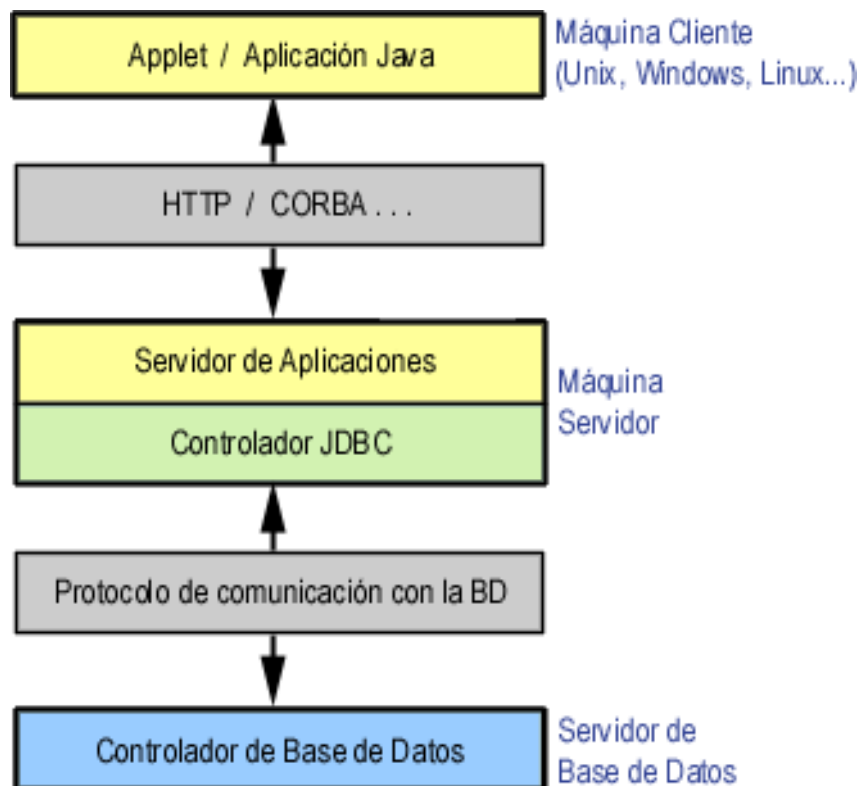 Applet / Aplicación Java
Máquina Cliente
(Unix, Windows, Linux...)
HTTP / CORBA . . .
Servidor de Aplicaciones
Controlador JDBC
Máquina
Servidor
Protocolo de comunicación con la BD
Controlador de Base de Datos
Servidor de
Base de Datos